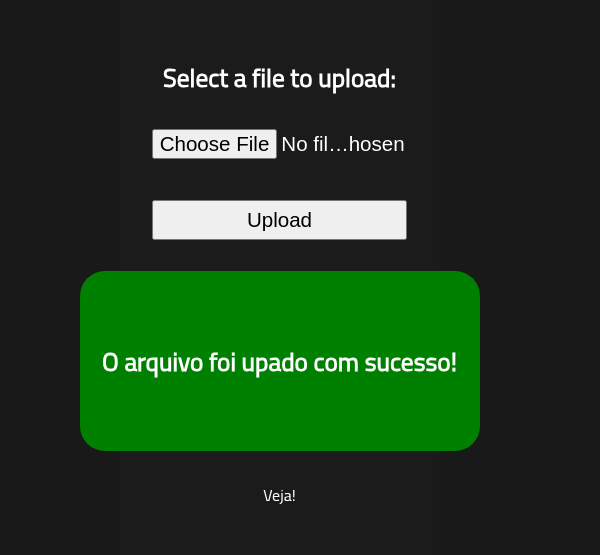 Select a file to upload:
Choose File No fil…hosen
Upload
O arquivo foi upado com sucesso!
Veja!